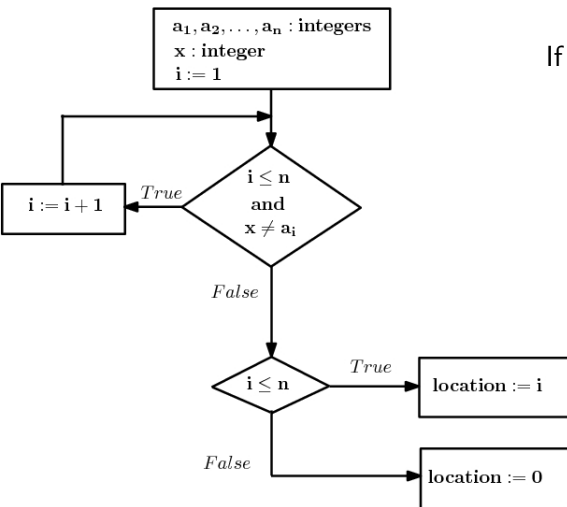 a₁, a₂, . . . , aₙ : integers
x : integer
i := 1
If
i ≤ n
and
x ≠ aᵢ
True
i := i + 1
False
i ≤ n
True
location := i
False
location := 0